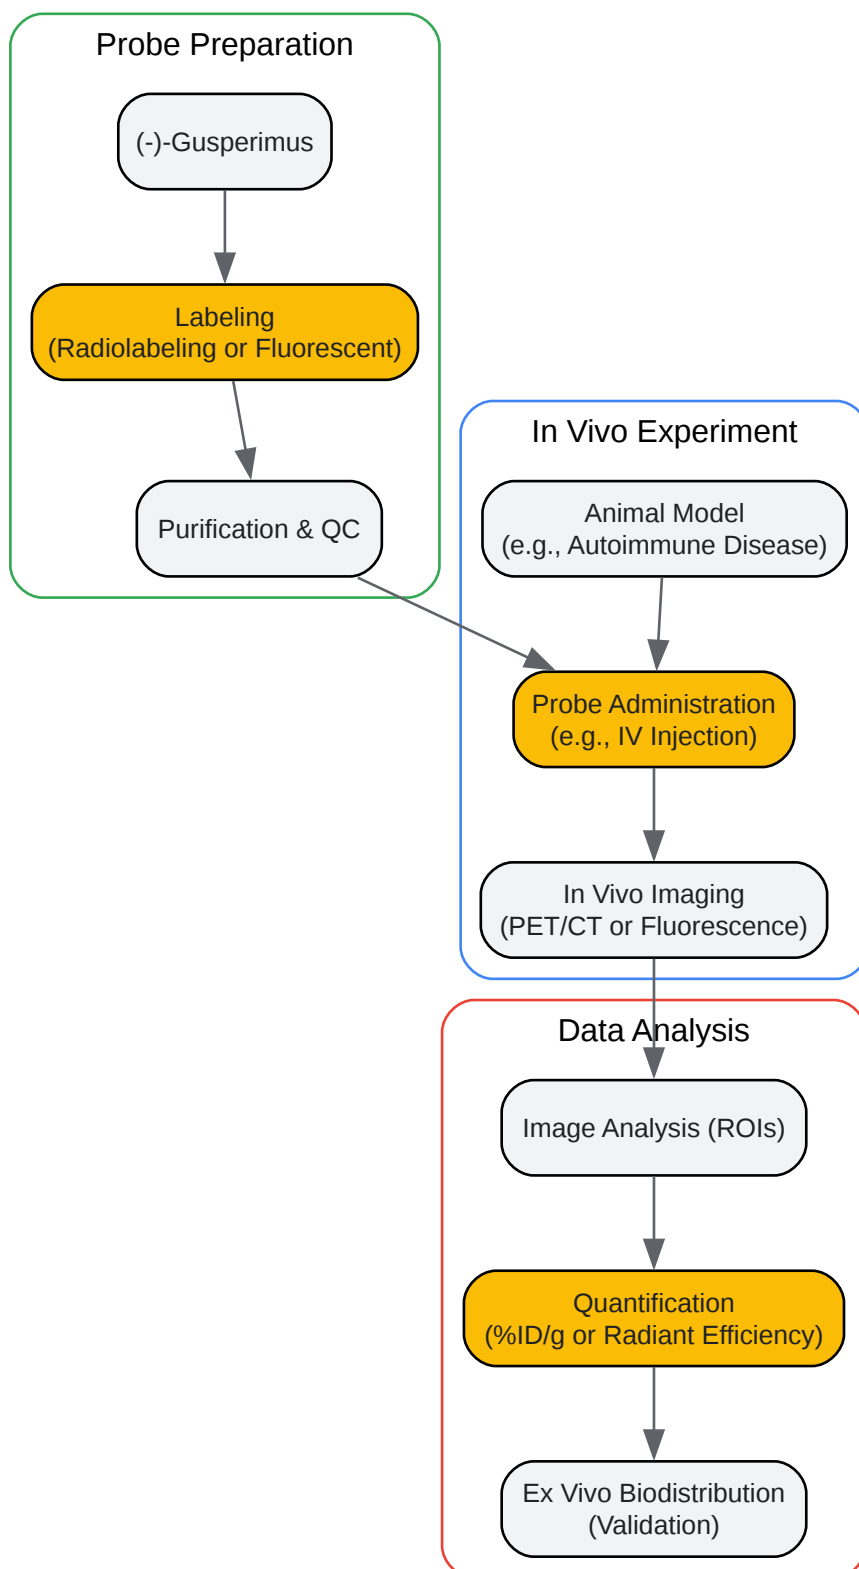 Probe Preparation
(-)-Gusperimus
Labeling
(Radiolabeling or Fluorescent)
Purification & QC
In Vivo Experiment
Animal Model
(e.g., Autoimmune Disease)
Probe Administration
(e.g., IV Injection)
In Vivo Imaging
(PET/CT or Fluorescence)
Data Analysis
Image Analysis (ROIs)
Quantification
(%ID/g or Radiant Efficiency)
Ex Vivo Biodistribution
(Validation)